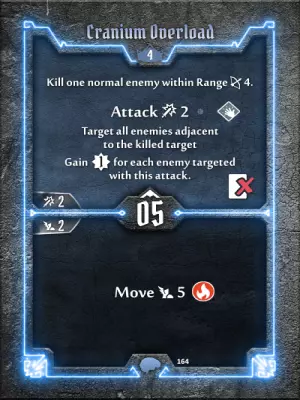 Cranium Overload
4
Kill one normal enemy within Range 4.
Attack 2
Target all enemies adjacent
to the killed target
Gain 1 for each enemy targeted
with this attack.
2
05
2
Move 5
164